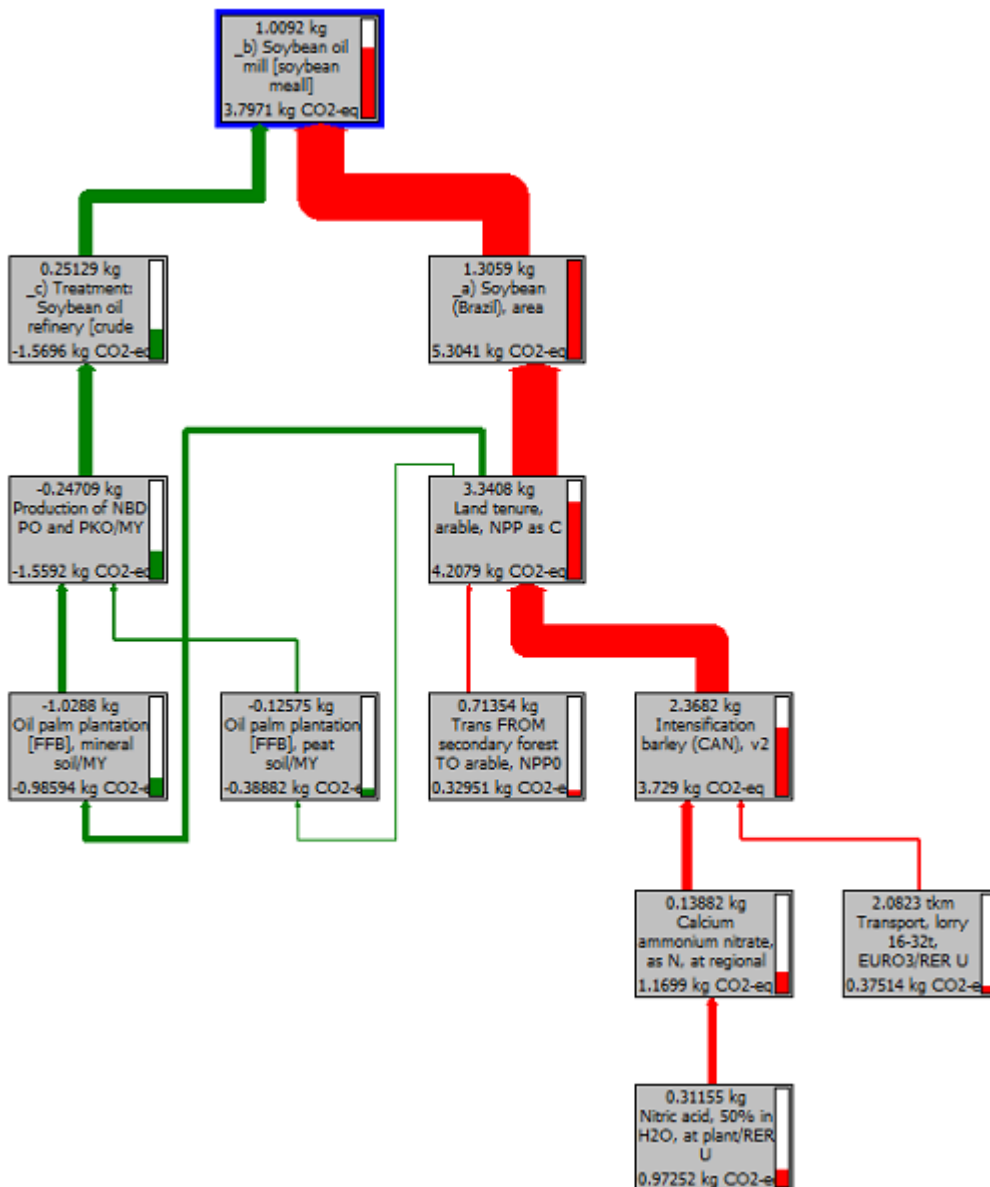 1.0092 kg
_b) Soybean oil
mill [soybean
meall]
3.7971 kg CO2-eq
0.25129 kg
_c) Treatment:
Soybean oil
refinery [crude
-1.5696 kg CO2-eq
1.3059 kg
_a) Soybean
(Brazil), area
5.3041 kg CO2-eq
-0.24709 kg
Production of NBD
PO and PKO/MY
-1.5592 kg CO2-eq
3.3408 kg
Land tenure,
arable, NPP as C
4.2079 kg CO2-eq
-1.0288 kg
Oil palm plantation
[FFB], mineral
soil/MY
-0.98594 kg CO2-e
-0.12575 kg
Oil palm plantation
[FFB], peat
soil/MY
-0.38882 kg CO2-e
0.71354 kg
Trans FROM
secondary forest
TO arable, NPP0
0.32951 kg CO2-e
2.3682 kg
Intensification
barley (CAN), v2
3.729 kg CO2-eq
0.13882 kg
Calcium
ammonium nitrate,
as N, at regional
1.1699 kg CO2-eq
2.0823 tkm
Transport, lorry
16-32t,
EURO3/RER U
0.37514 kg CO2-e
0.31155 kg
Nitric acid, 50% in
H2O, at plant/RER
U
0.97252 kg CO2-e